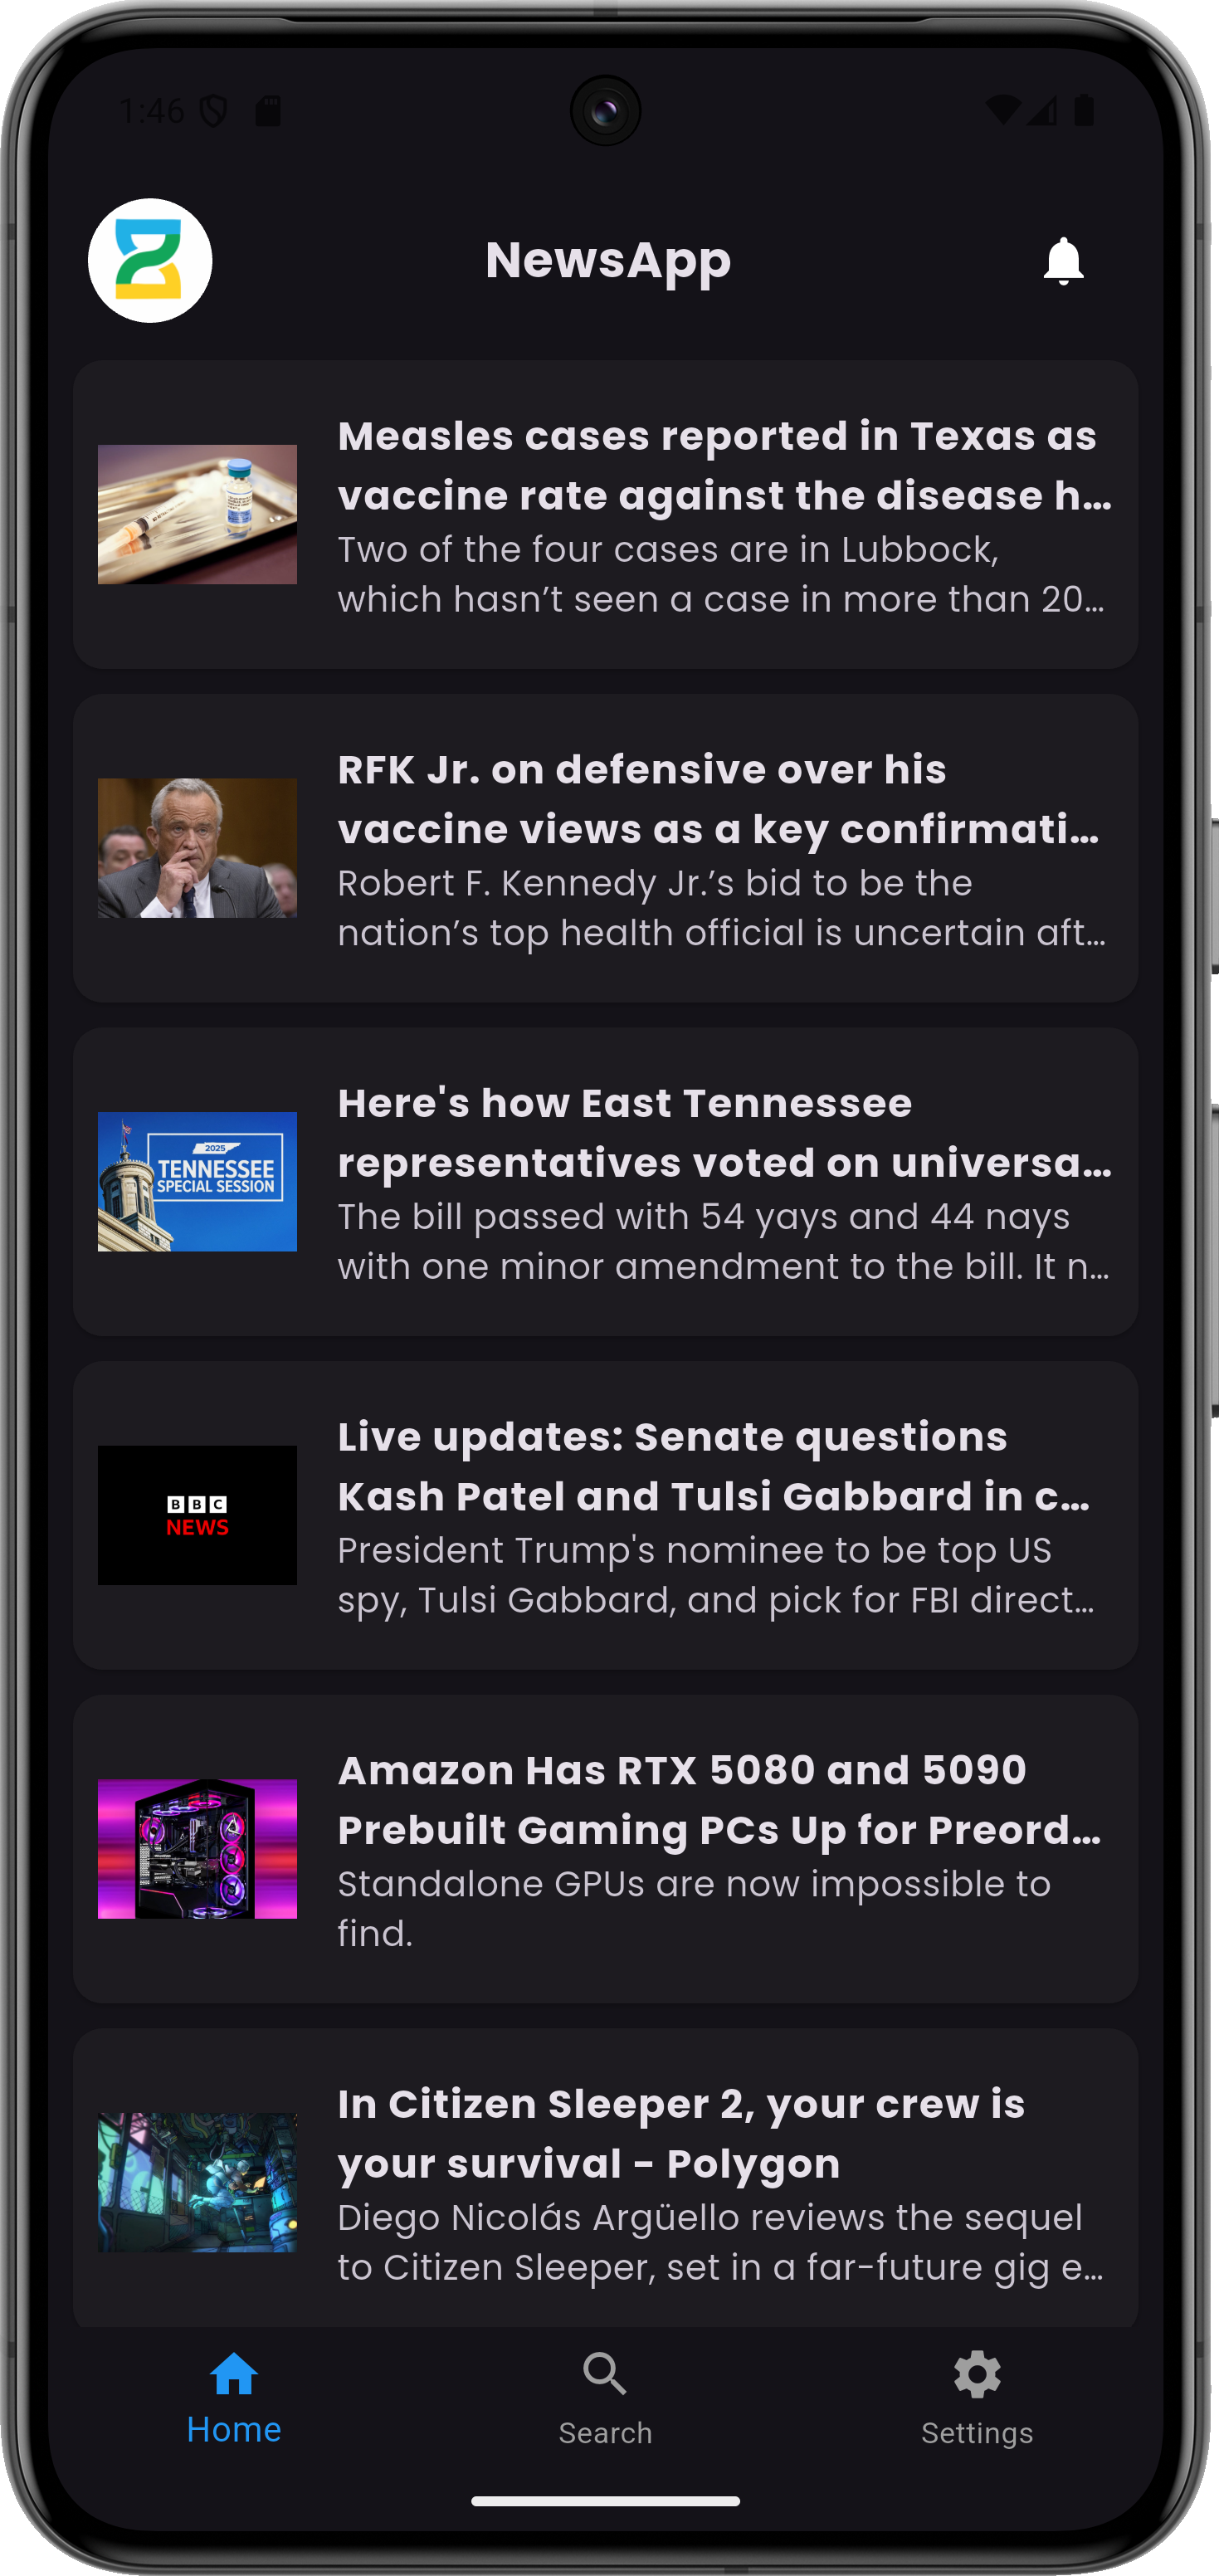 1:46
NewsApp
Measles cases reported in Texas as
vaccine rate against the disease h...
Two of the four cases are in Lubbock,
which hasn’t seen a case in more than 20...
RFK Jr. on defensive over his
vaccine views as a key confirmati...
Robert F. Kennedy Jr.’s bid to be the
nation’s top health official is uncertain aft...
2025
TENNESSEE
SPECIAL SESSION
Here's how East Tennessee
representatives voted on universa...
The bill passed with 54 yays and 44 nays
with one minor amendment to the bill. It n...
BBC
NEWS
Live updates: Senate questions
Kash Patel and Tulsi Gabbard in c...
President Trump's nominee to be top US
spy, Tulsi Gabbard, and pick for FBI direct...
Amazon Has RTX 5080 and 5090
Prebuilt Gaming PCs Up for Preord...
Standalone GPUs are now impossible to
find.
In Citizen Sleeper 2, your crew is
your survival - Polygon
Diego Nicolás Argüello reviews the sequel
to Citizen Sleeper, set in a far-future gig e...
Home
Search
Settings